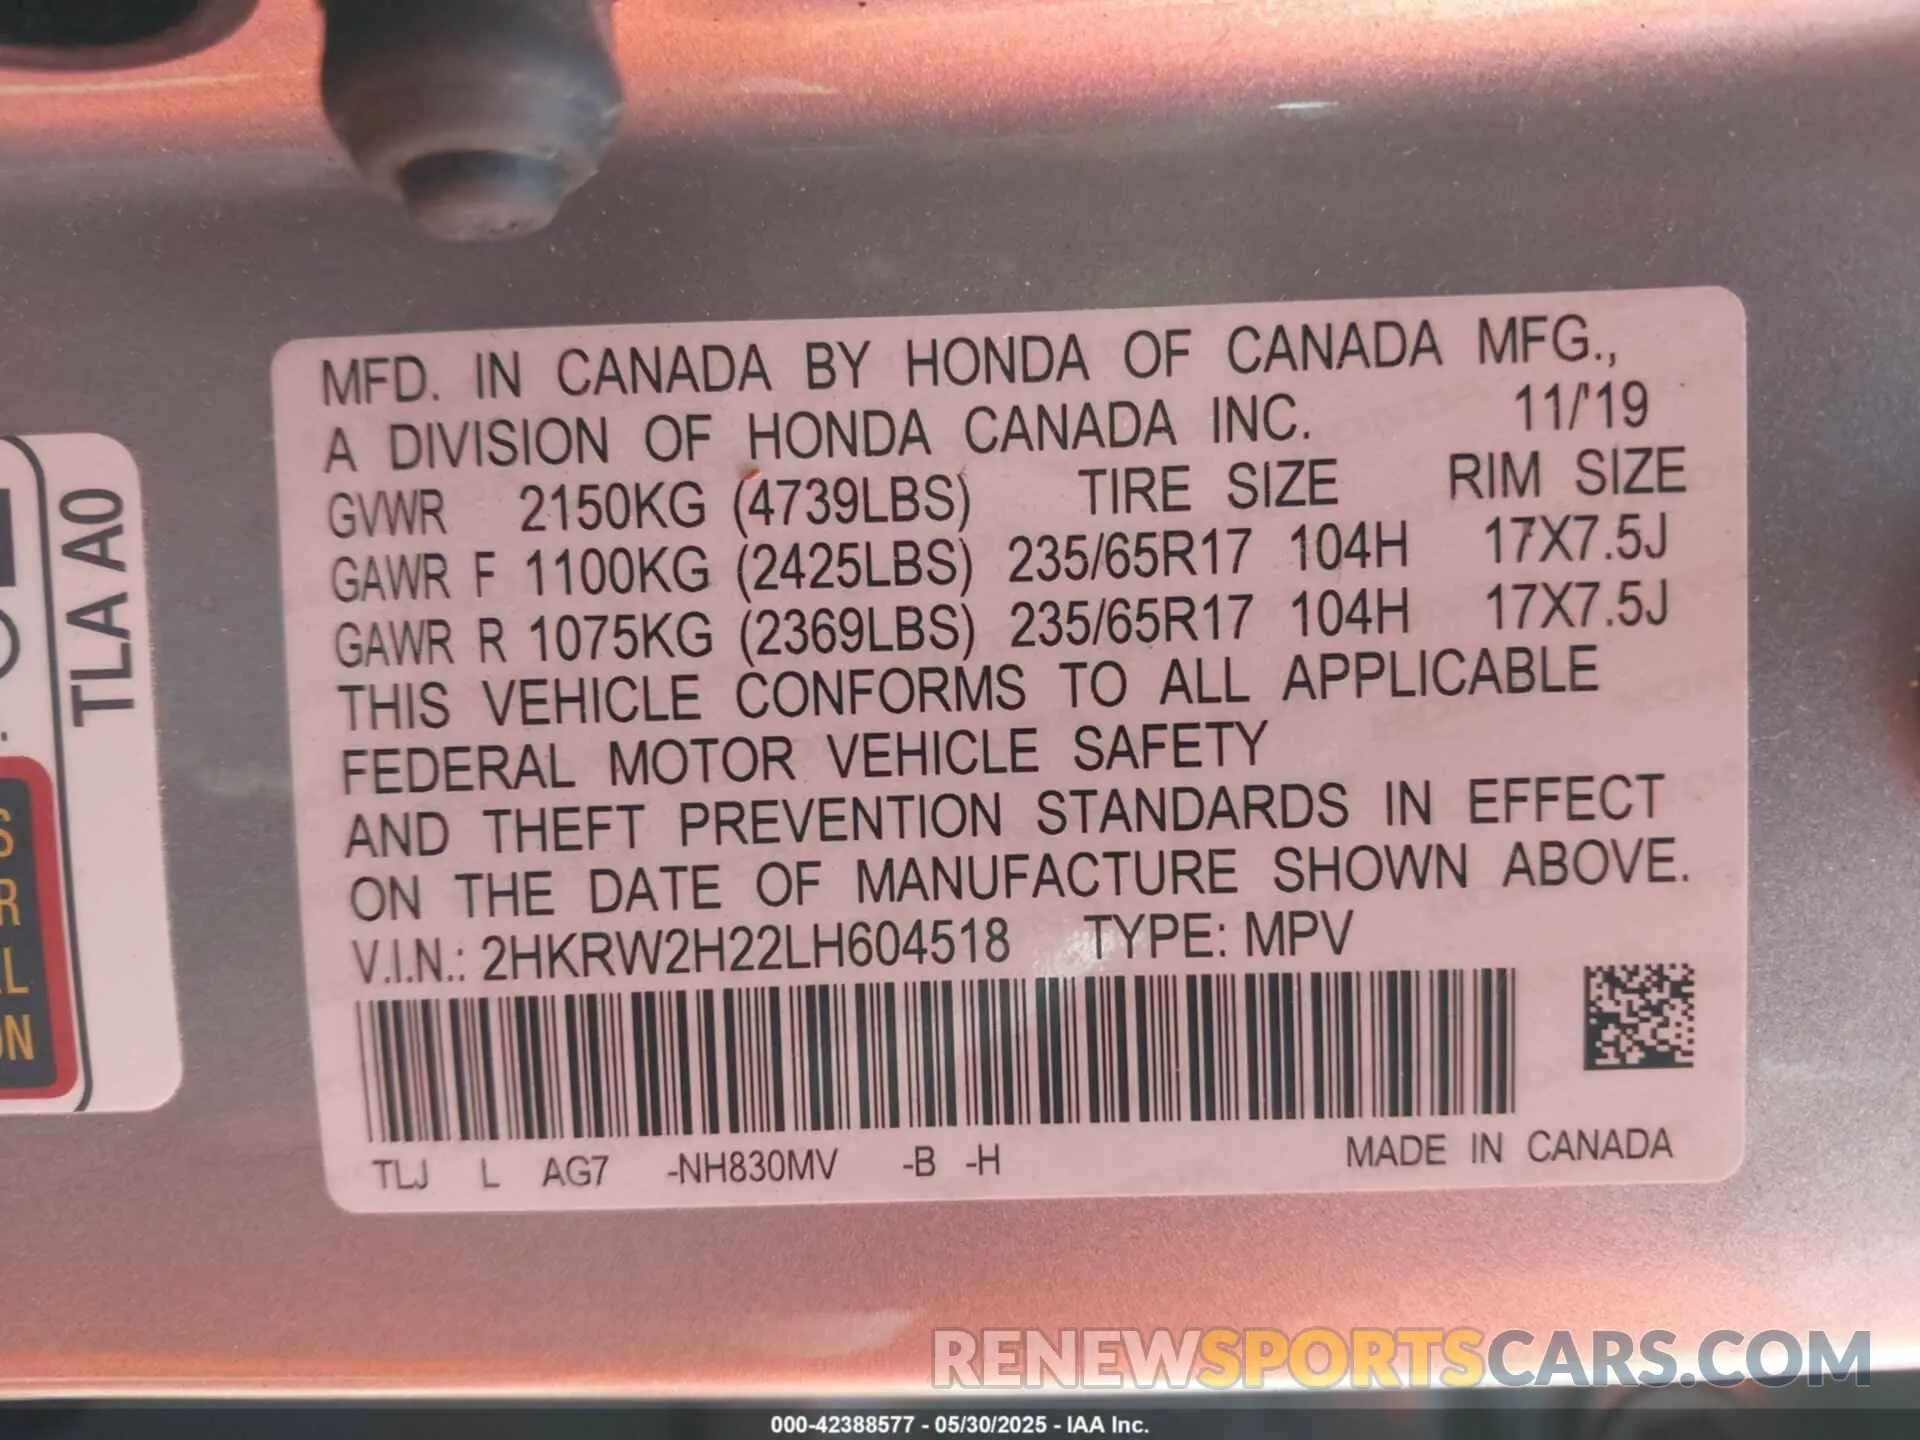 MFD. IN CANADA BY HONDA OF CANADA MFG.,
A DIVISION OF HONDA CANADA INC. 11/'19
GVWR 2150KG (4739LBS) TIRE SIZE RIM SIZE
GAWR F 1100KG (2425LBS) 235/65R17 104H 17X7.5J
GAWR R 1075KG (2369LBS) 235/65R17 104H 17X7.5J
THIS VEHICLE CONFORMS TO ALL APPLICABLE
FEDERAL MOTOR VEHICLE SAFETY
AND THEFT PREVENTION STANDARDS IN EFFECT
ON THE DATE OF MANUFACTURE SHOWN ABOVE.
V.I.N.: 2HKRW2H22LH604518 TYPE: MPV
TLJ L AG7 -NH830MV -B -H MADE IN CANADA
TLA A0
RENEWSPORTSCARS.COM
000-42388577 - 05/30/2025 - IAA Inc.